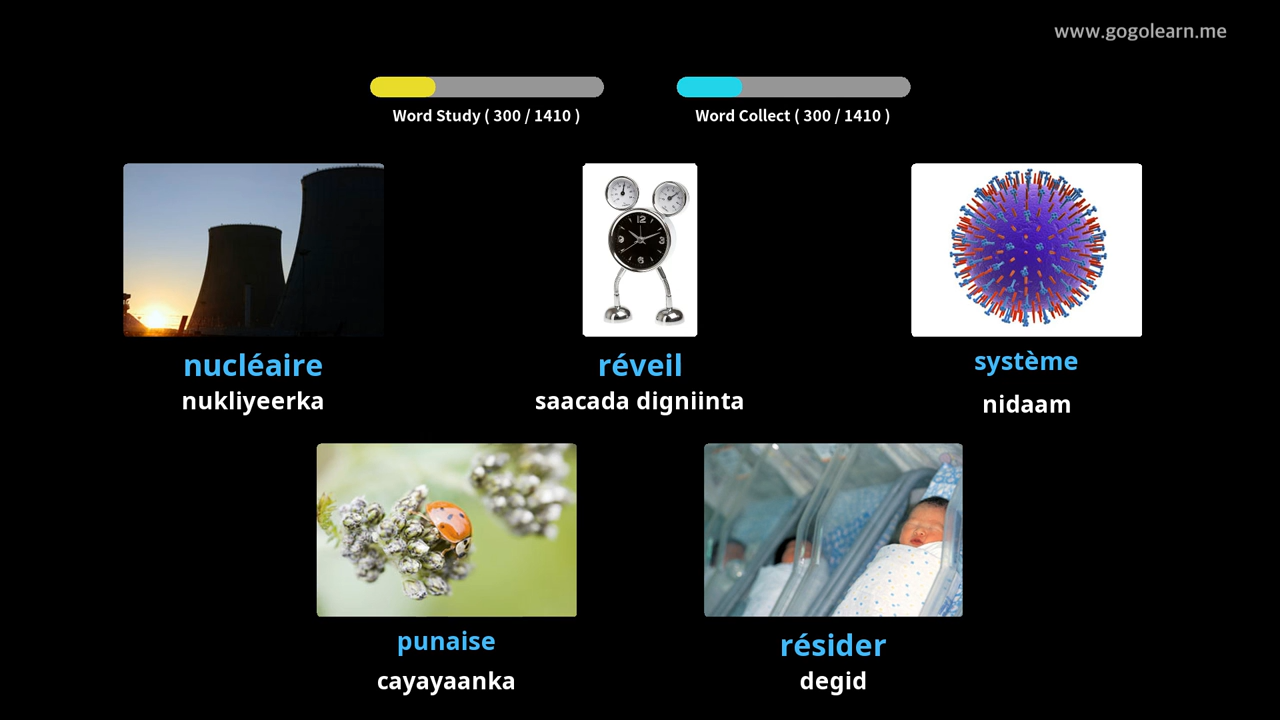 www.gogolearn.me
Word Study ( 300 / 1410 )
Word Collect ( 300 / 1410 )
nucléaire
nukliyeerka
réveil
saacada digniinta
système
nidaam
punaise
cayayaanka
résider
degid